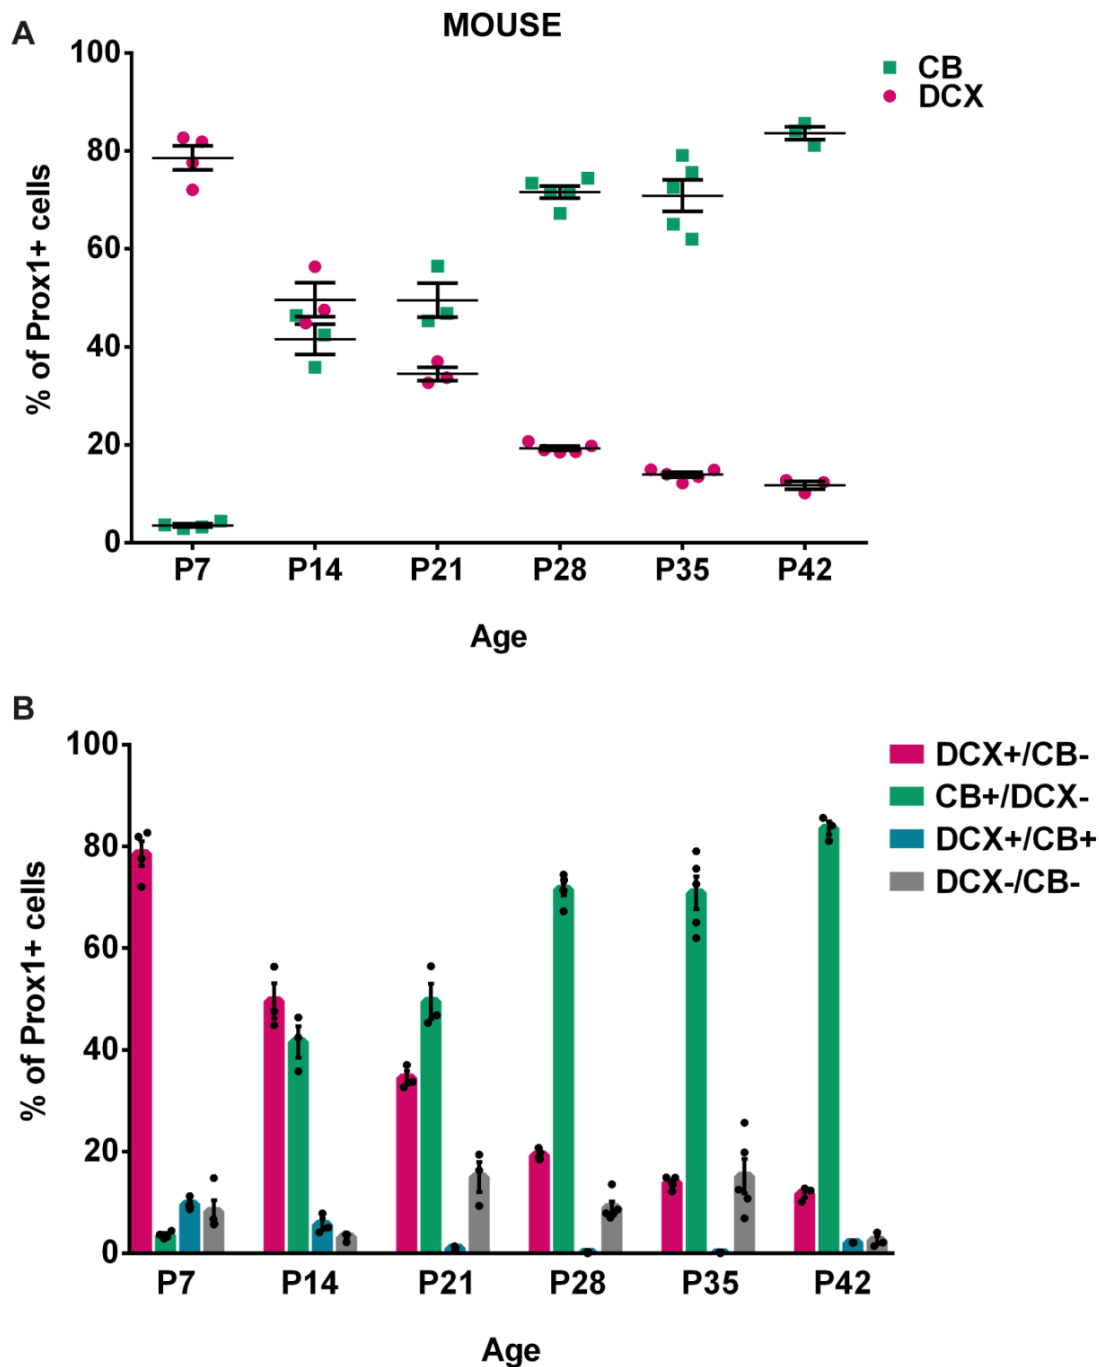 A
MOUSE
100
80
60
40
20
0
% of Prox1+ cells
CB
DCX
P7 P14 P21 P28 P35 P42
Age
B
100
80
60
40
20
0
% of Prox1+ cells
DCX+/CB-
CB+/DCX-
DCX+/CB+
DCX-/CB-
P7 P14 P21 P28 P35 P42
Age